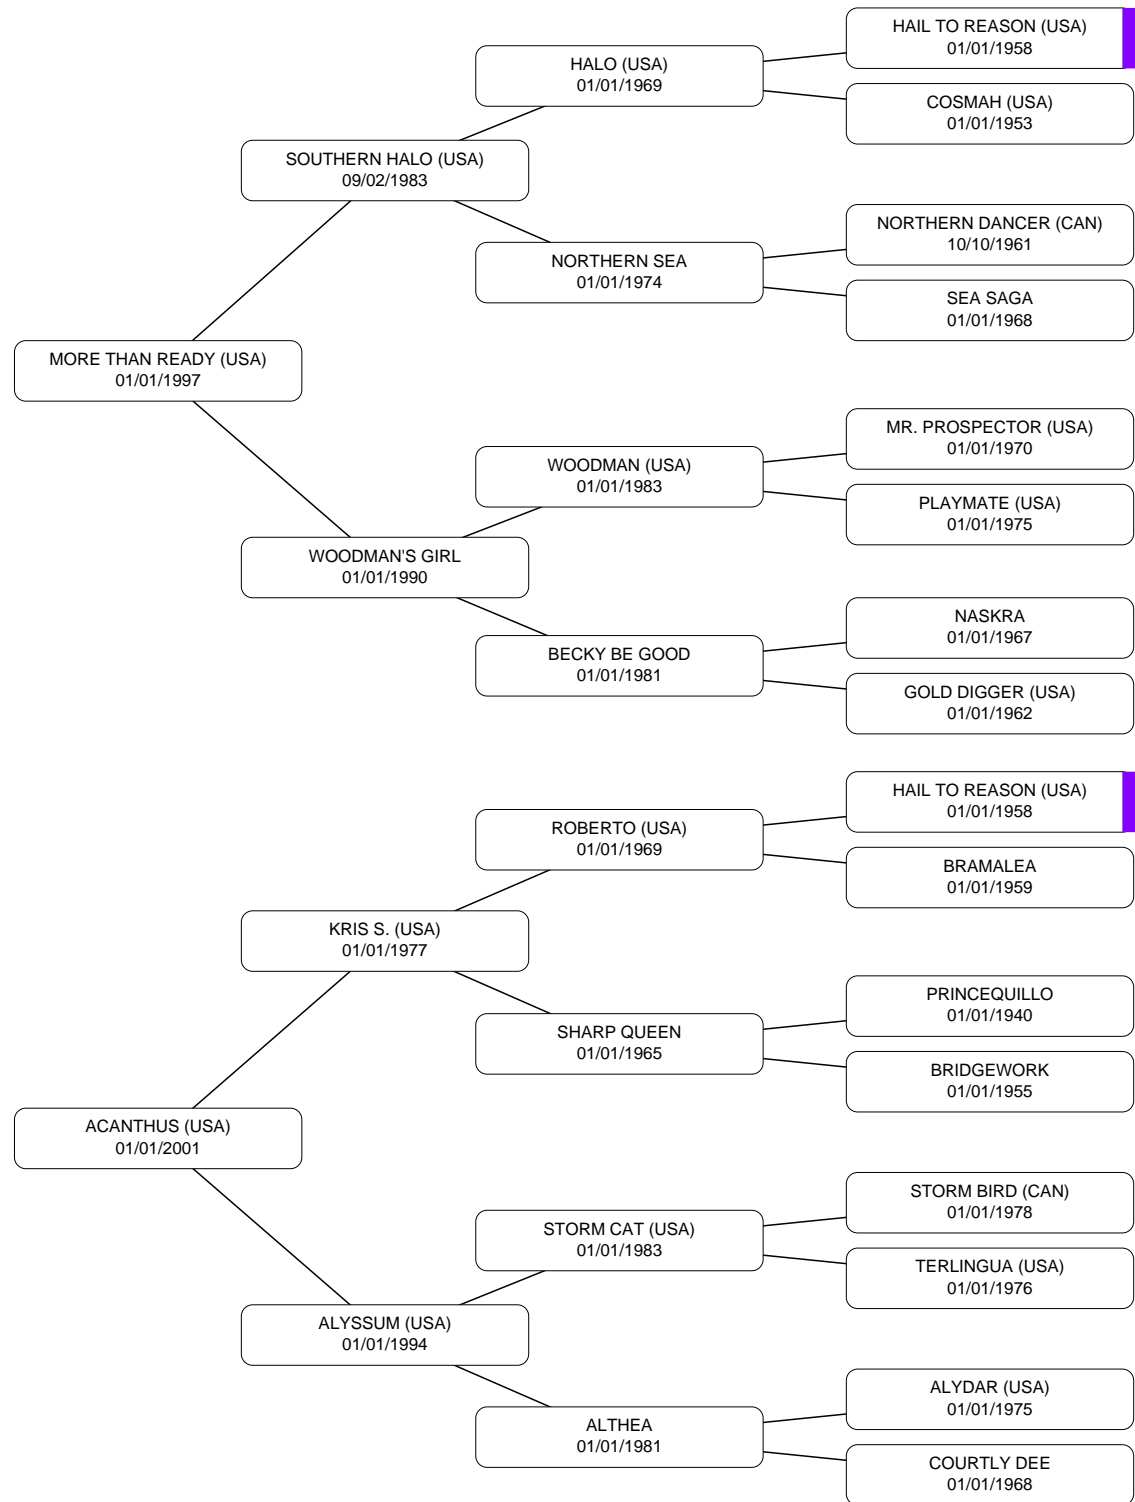 HAIL TO REASON (USA)
01/01/1958
HALO (USA)
01/01/1969
COSMAH (USA)
01/01/1953
SOUTHERN HALO (USA)
09/02/1983
NORTHERN DANCER (CAN)
10/10/1961
NORTHERN SEA
01/01/1974
SEA SAGA
01/01/1968
MORE THAN READY (USA)
01/01/1997
MR. PROSPECTOR (USA)
01/01/1970
WOODMAN (USA)
01/01/1983
PLAYMATE (USA)
01/01/1975
WOODMAN'S GIRL
01/01/1990
NASKRA
01/01/1967
BECKY BE GOOD
01/01/1981
GOLD DIGGER (USA)
01/01/1962
HAIL TO REASON (USA)
01/01/1958
ROBERTO (USA)
01/01/1969
BRAMALEA
01/01/1959
KRIS S. (USA)
01/01/1977
PRINCEQUILLO
01/01/1940
SHARP QUEEN
01/01/1965
BRIDGEWORK
01/01/1955
ACANTHUS (USA)
01/01/2001
STORM BIRD (CAN)
01/01/1978
STORM CAT (USA)
01/01/1983
TERLINGUA (USA)
01/01/1976
ALYSSUM (USA)
01/01/1994
ALYDAR (USA)
01/01/1975
ALTHEA
01/01/1981
COURTLY DEE
01/01/1968